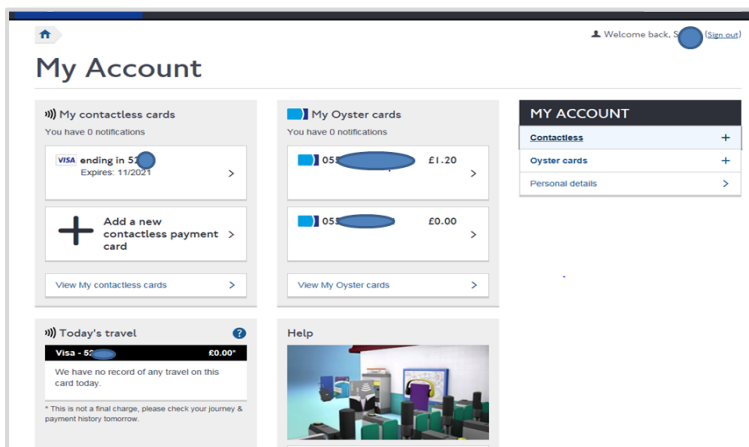 Welcome back, S (Sign out)
My Account
My contactless cards
You have 0 notifications
VISA ending in 52
Expires: 11/2021
Add a new
contactless payment
card
View My contactless cards
My Oyster cards
You have 0 notifications
055 £1.20
055 £0.00
View My Oyster cards
MY ACCOUNT
Contactless +
Oyster cards +
Personal details
Today's travel ?
Visa - 52 £0.00*
We have no record of any travel on this
card today.
* This is not a final charge, please check your journey &
payment history tomorrow.
Help